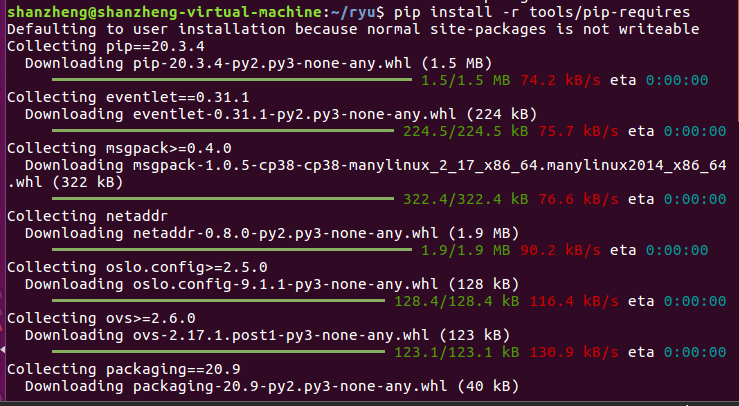 shanzheng@shanzheng-virtual-machine:~/ryu$ pip install -r tools/pip-requires
Defaulting to user installation because normal site-packages is not writeable
Collecting pip==20.3.4
Downloading pip-20.3.4-py2.py3-none-any.whl (1.5 MB)
1.5/1.5 MB 74.2 kB/s eta 0:00:00
Collecting eventlet==0.31.1
Downloading eventlet-0.31.1-py2.py3-none-any.whl (224 kB)
224.5/224.5 kB 75.7 kB/s eta 0:00:00
Collecting msgpack>=0.4.0
Downloading msgpack-1.0.5-cp38-cp38-manylinux_2_17_x86_64.manylinux2014_x86_64
.whl (322 kB)
322.4/322.4 kB 76.6 kB/s eta 0:00:00
Collecting netaddr
Downloading netaddr-0.8.0-py2.py3-none-any.whl (1.9 MB)
1.9/1.9 MB 90.2 kB/s eta 0:00:00
Collecting oslo.config>=2.5.0
Downloading oslo.config-9.1.1-py3-none-any.whl (128 kB)
128.4/128.4 kB 116.4 kB/s eta 0:00:00
Collecting ovs>=2.6.0
Downloading ovs-2.17.1.post1-py3-none-any.whl (123 kB)
123.1/123.1 kB 130.9 kB/s eta 0:00:00
Collecting packaging==20.9
Downloading packaging-20.9-py2.py3-none-any.whl (40 kB)